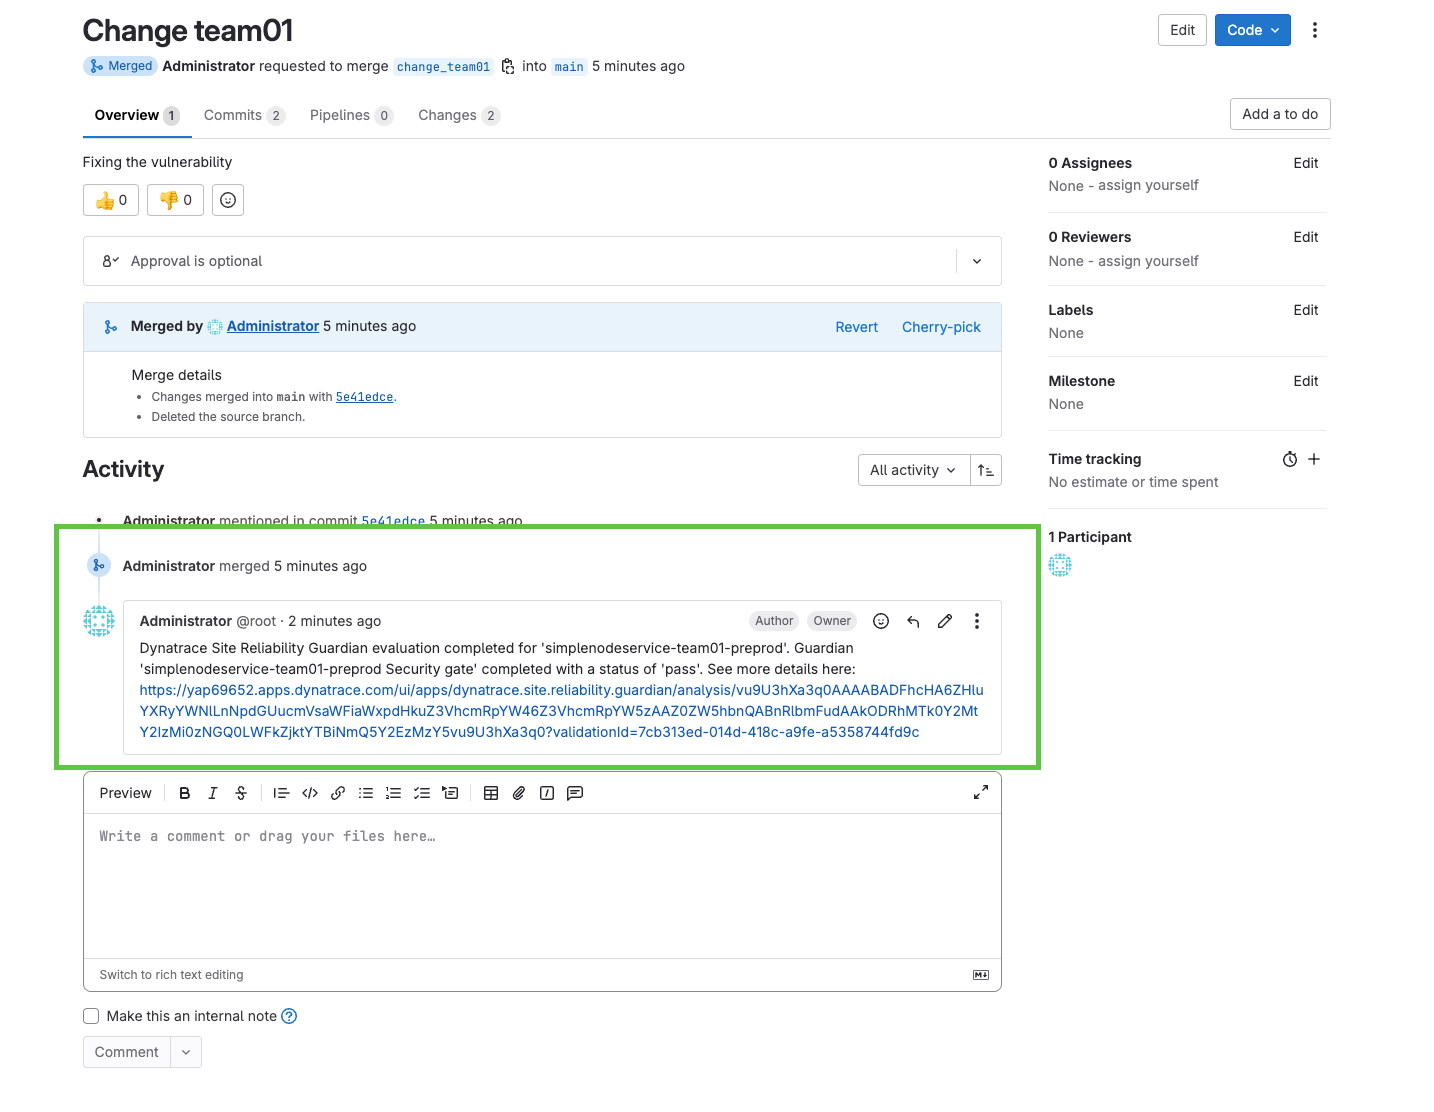 Change team01
Edit
Code
Merged Administrator requested to merge change_team01 into main 5 minutes ago
Overview 1 Commits 2 Pipelines 0 Changes 2
Add a to do
Fixing the vulnerability
0 0
Approval is optional
Merged by Administrator 5 minutes ago
Revert Cherry-pick
Merge details
Changes merged into main with 5e41edce.
Deleted the source branch.
Activity
All activity
Administrator mentioned in commit 5e41edce 5 minutes ago
Administrator merged 5 minutes ago
Administrator @root · 2 minutes ago
Author Owner
Dynatrace Site Reliability Guardian evaluation completed for 'simplenodeservice-team01-preprod'. Guardian
'simplenodeservice-team01-preprod Security gate' completed with a status of 'pass'. See more details here:
https://yap69652.apps.dynatrace.com/ui/apps/dynatrace.site.reliability.guardian/analysis/vu9U3hXa3q0AAAABADFhcHA6ZHlu
YXRyYWNlLnNpdGUucmVsaWFiaWxpdHkuZ3VhcmRpYW46Z3VhcmRpYW5zAAZ0ZW5hbnQABnRlbmFudAAkODRhMTk0Y2Mt
Y2IzMi0zNGQ0LWFkZjktYTBiNmQ5Y2EzMzY5vu9U3hXa3q0?validationId=7cb313ed-014d-418c-a9fe-a5358744fd9c
Preview
Write a comment or drag your files here…
Switch to rich text editing
Make this an internal note
Comment
0 Assignees
Edit
None - assign yourself
0 Reviewers
Edit
None - assign yourself
Labels
Edit
None
Milestone
Edit
None
Time tracking
No estimate or time spent
1 Participant